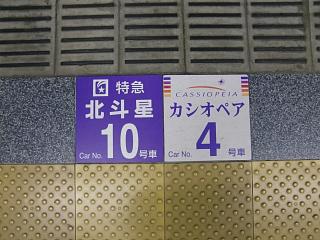 特急
北斗星
Car No. 10 号車
CASSIOPEIA
カシオペア
Car No. 4 号車